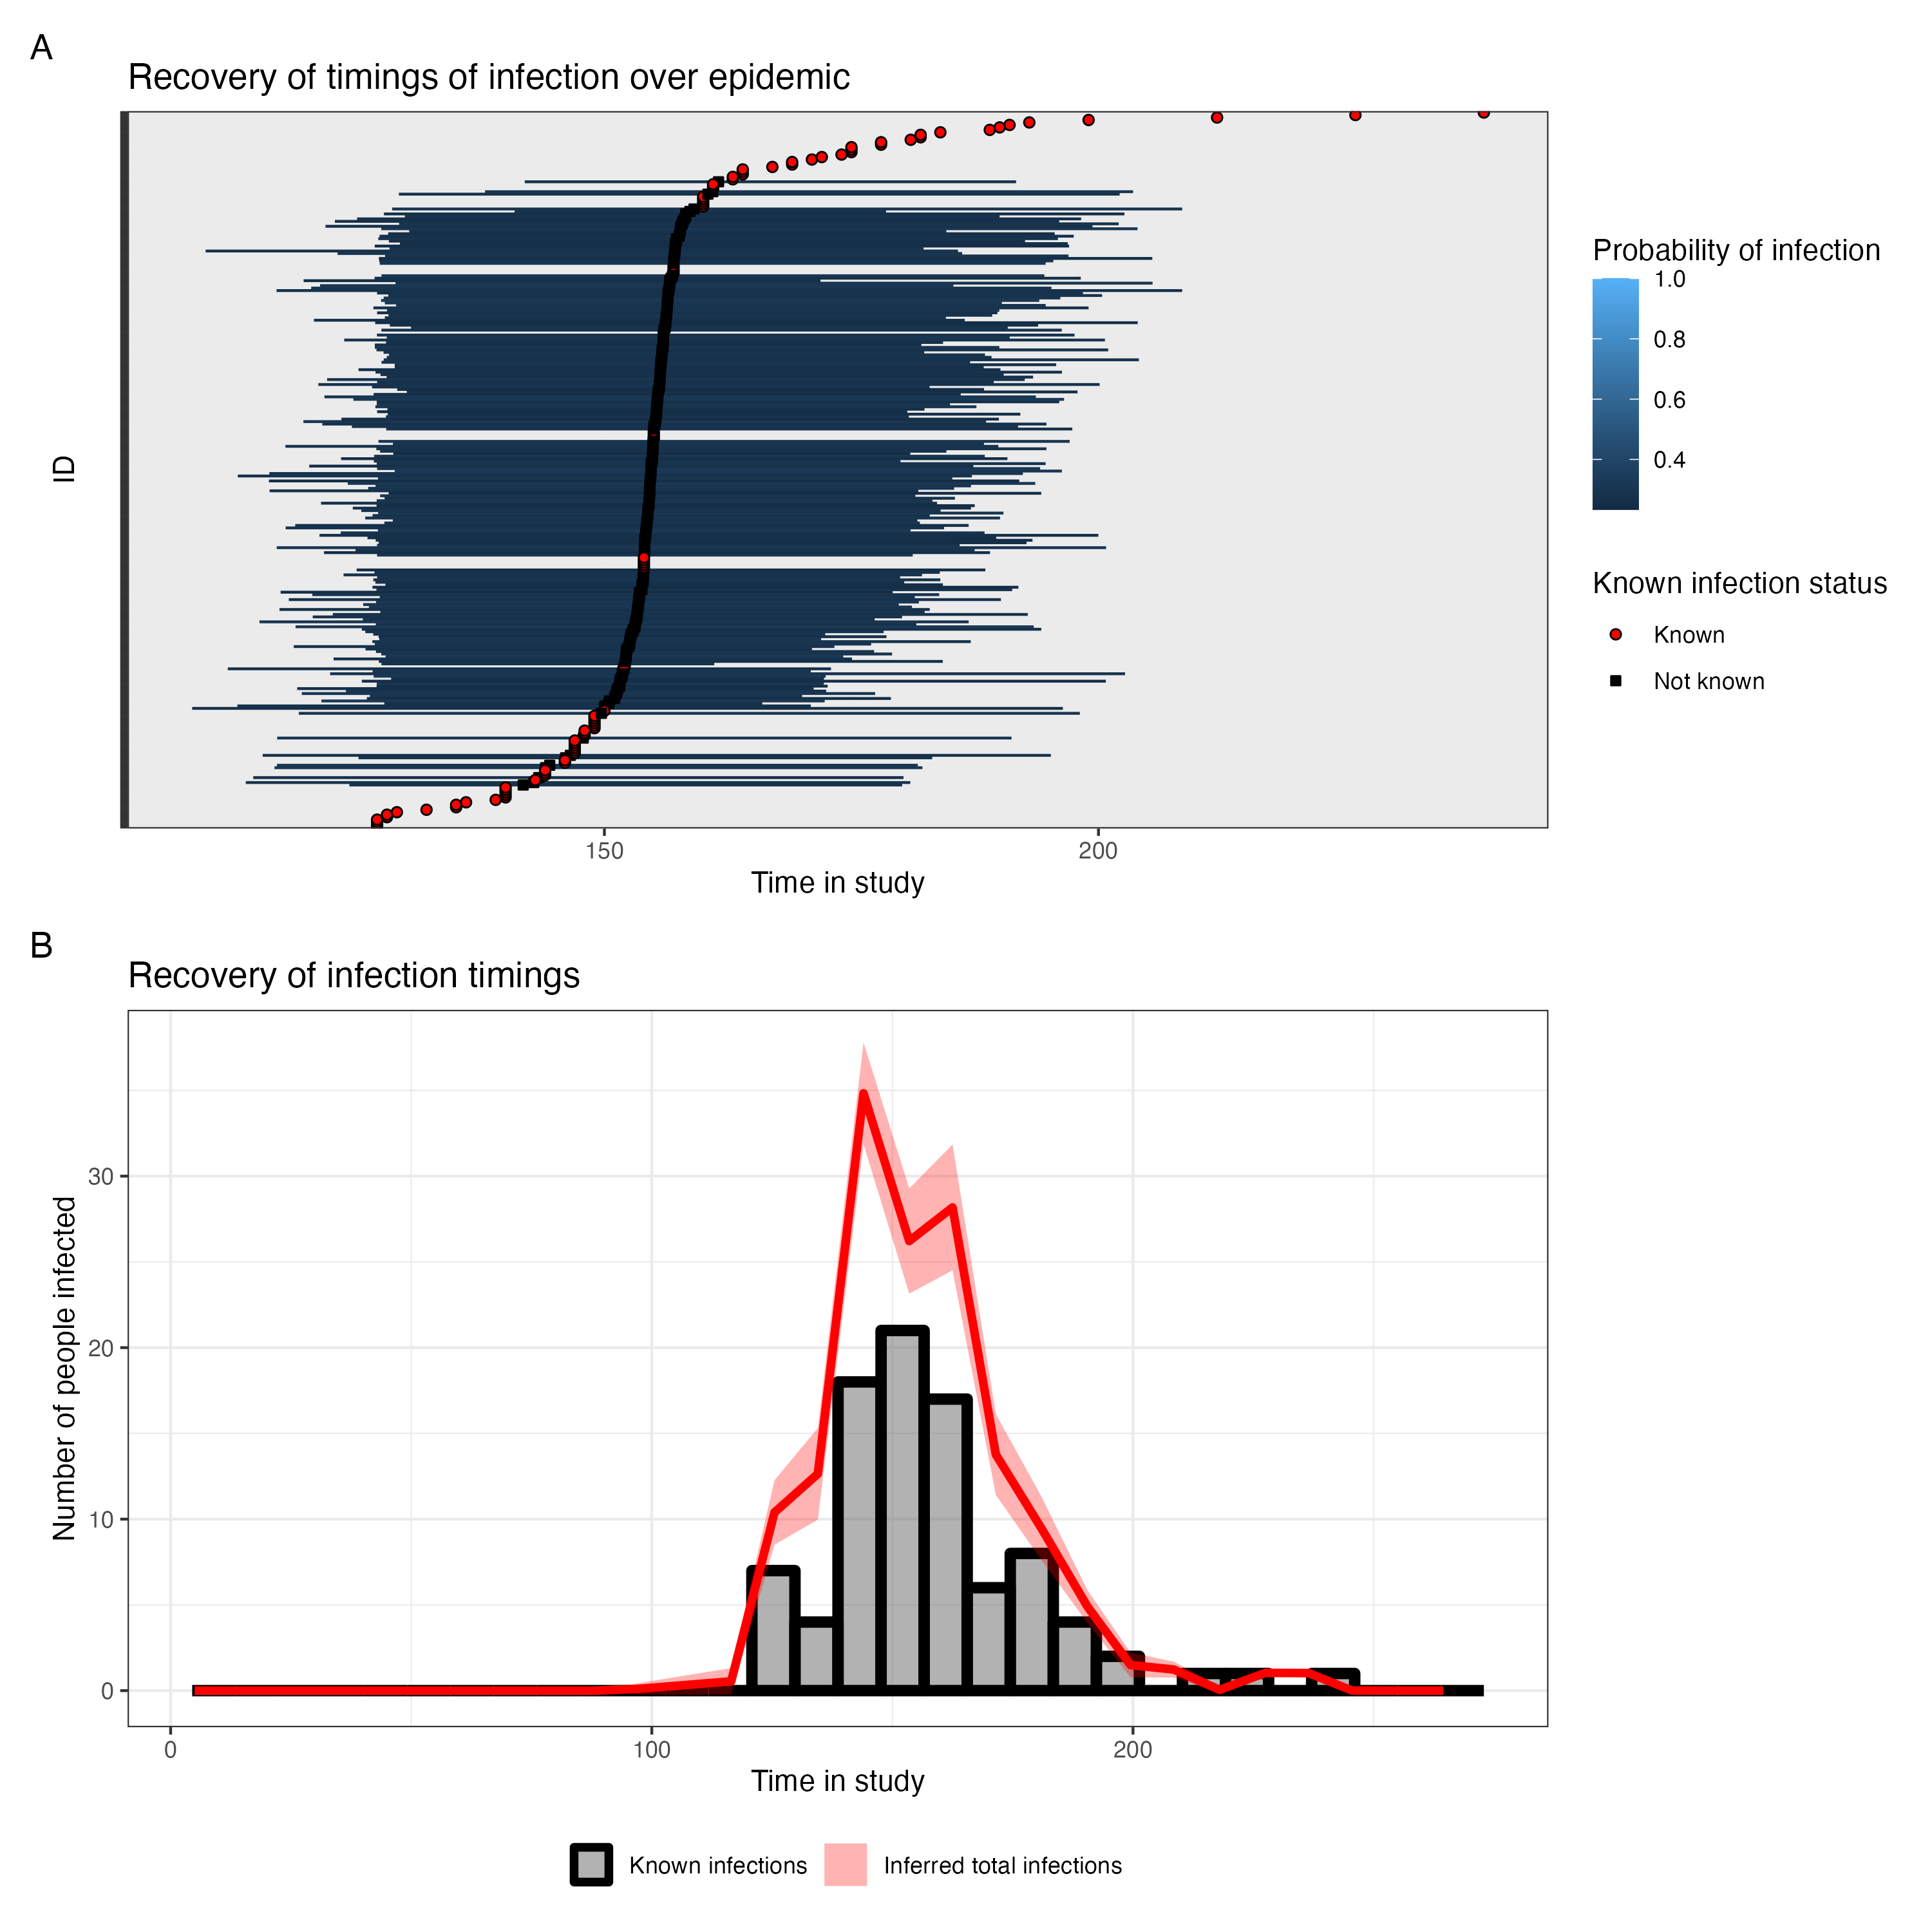 A
Recovery of timings of infection over epidemic
ID
150
200
Time in study
Probability of infection
1.0
0.8
0.6
0.4
Known infection status
Known
Not known
B
Recovery of infection timings
Number of people infected
30
20
10
0
0
100
200
Time in study
Known infections
Inferred total infections